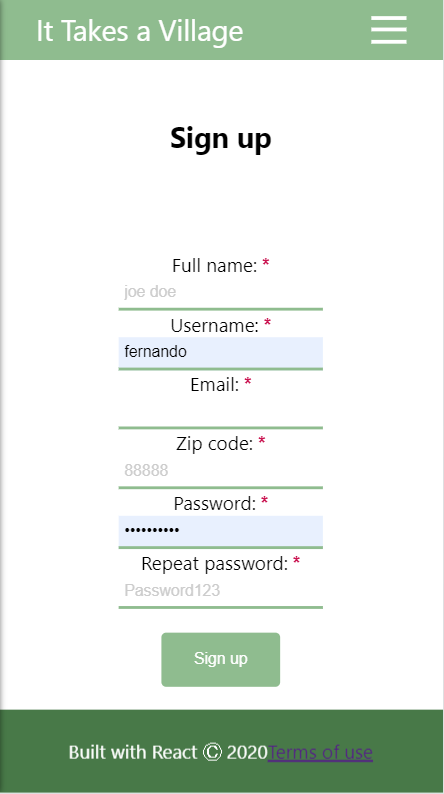 It Takes a Village
Sign up
Full name: *
joe doe
Username: *
fernando
Email: *
Zip code: *
88888
Password: *
••••••••••
Repeat password: *
Password123
Sign up
Built with React Ⓒ 2020Terms of use